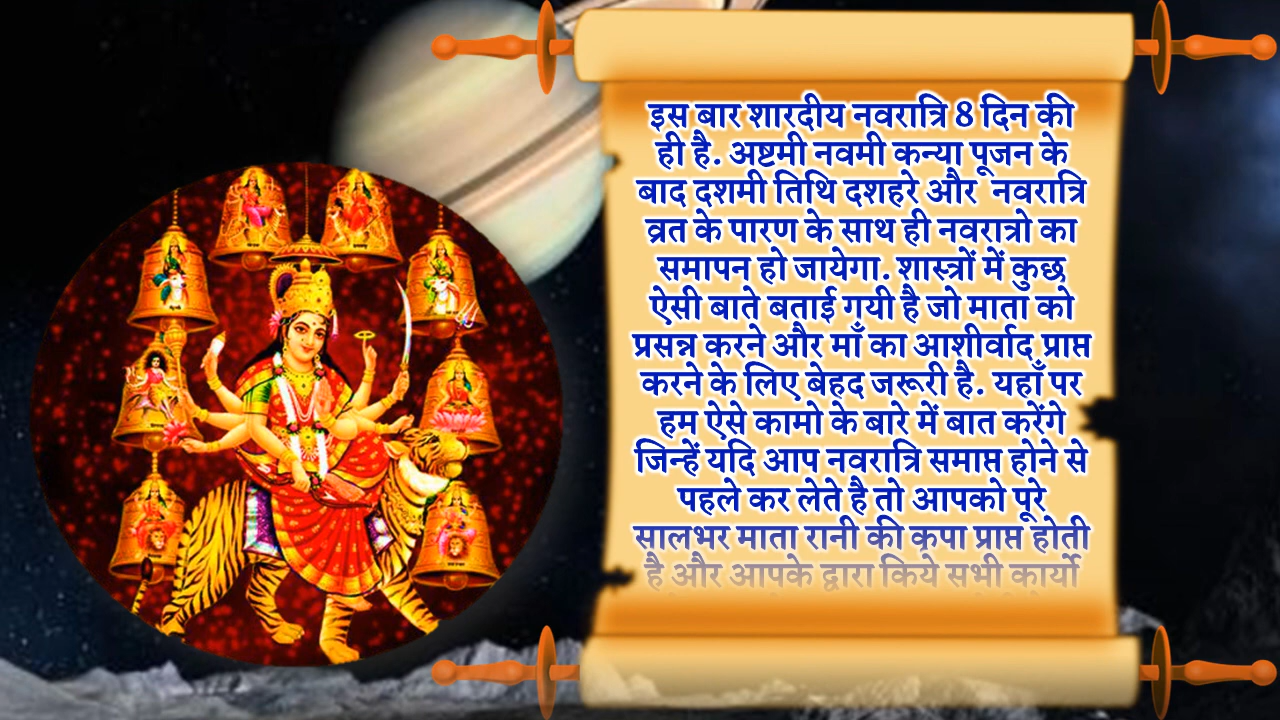 इस बार शारदीय नवरात्रि 8 दिन की
ही है. अष्टमी नवमी कन्या पूजन के
बाद दशमी तिथि दशहरे और नवरात्रि
व्रत के पारण के साथ ही नवरात्रो का
समापन हो जायेगा. शास्त्रों में कुछ
ऐसी बाते बताई गयी है जो माता को
प्रसन्न करने और माँ का आशीर्वाद प्राप्त
करने के लिए बेहद जरूरी है. यहाँ पर
हम ऐसे कामो के बारे में बात करेंगे
जिन्हें यदि आप नवरात्रि समाप्त होने से
पहले कर लेते है तो आपको पूरे
सालभर माता रानी की कृपा प्राप्त होती
है और आपके द्वारा किये सभी कार्यो